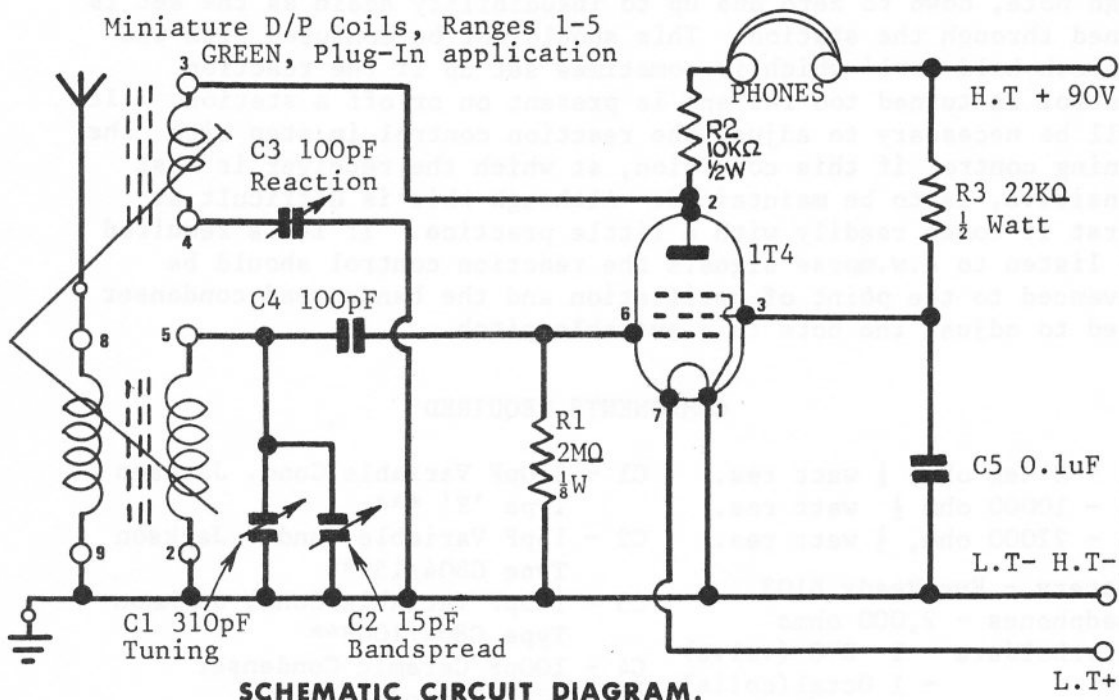 Miniature D/P Coils, Ranges 1-5
GREEN, Plug-In application
3
C3 100pF
Reaction
4
PHONES
H.T + 90V
R2
10KΩ
½W
R3 22KΩ
½ Watt
2
1T4
C4 100pF
8
5
6
3
7
1
R1
2MΩ
⅛W
C5 0.1uF
9
2
L.T- H.T-
C1 310pF
Tuning
C2 15pF
Bandspread
L.T+
SCHEMATIC CIRCUIT DIAGRAM.